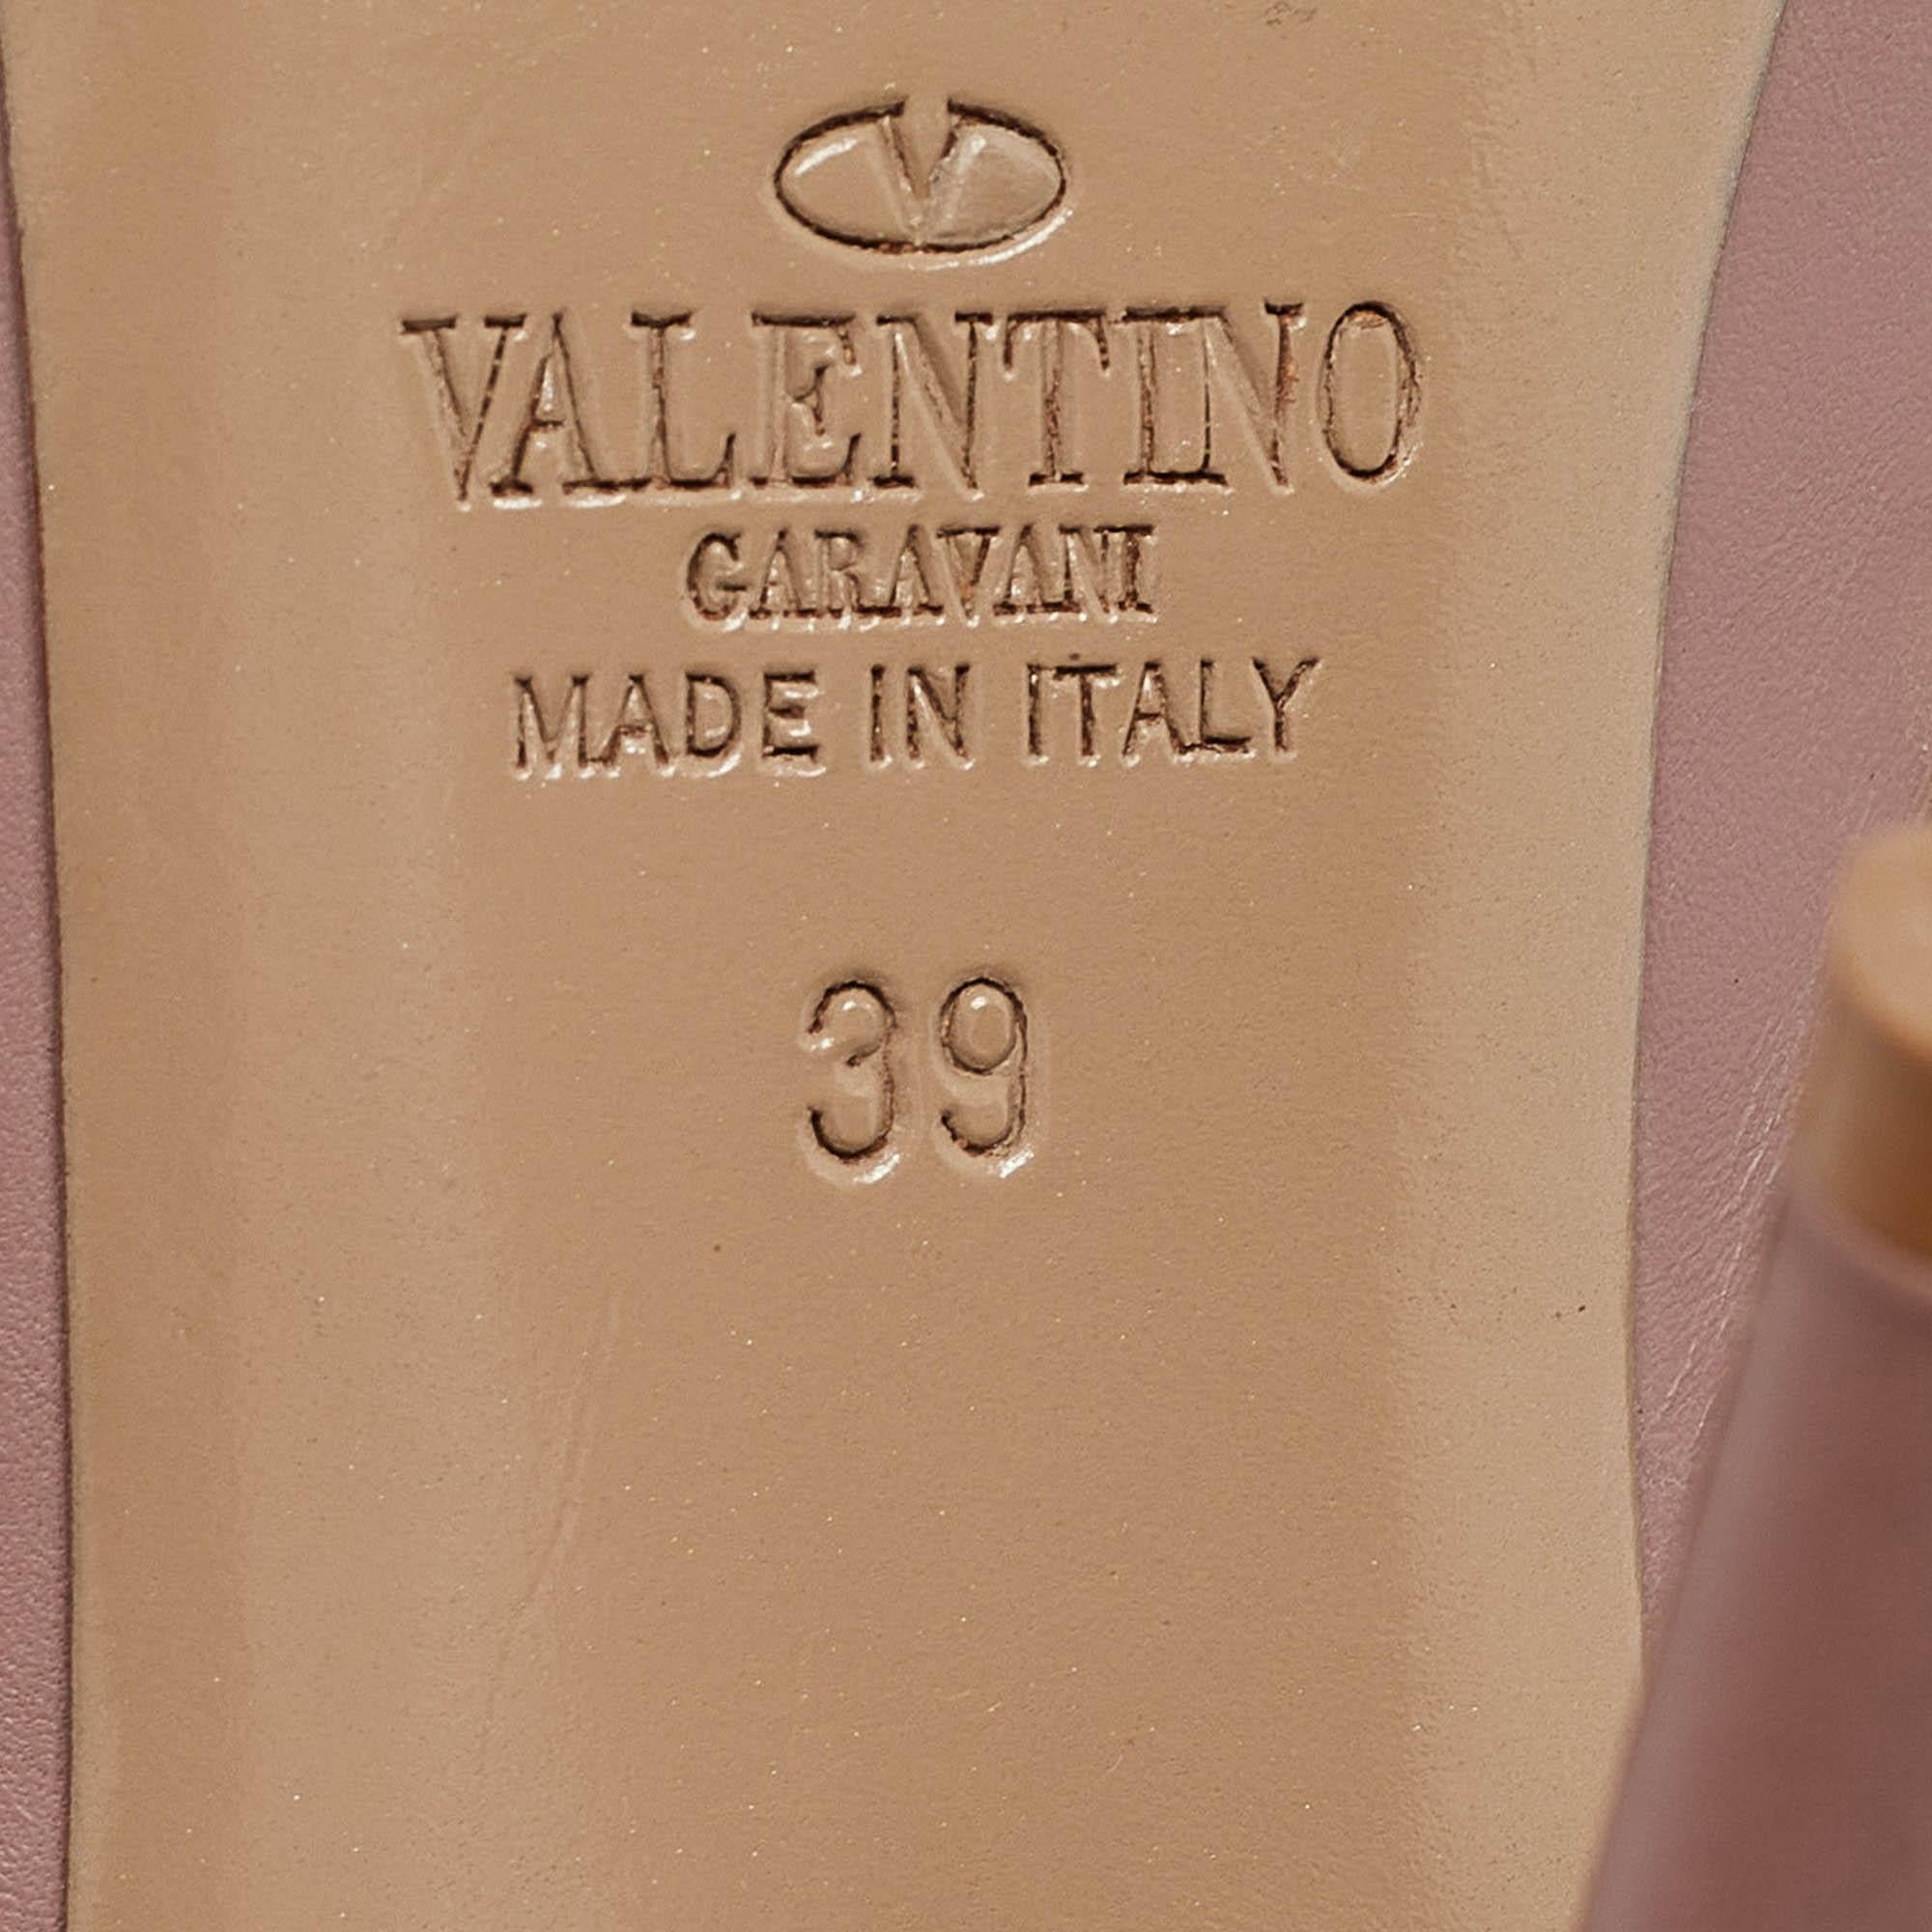 V
VALENTINO
GARAVANI
MADE IN ITALY
39